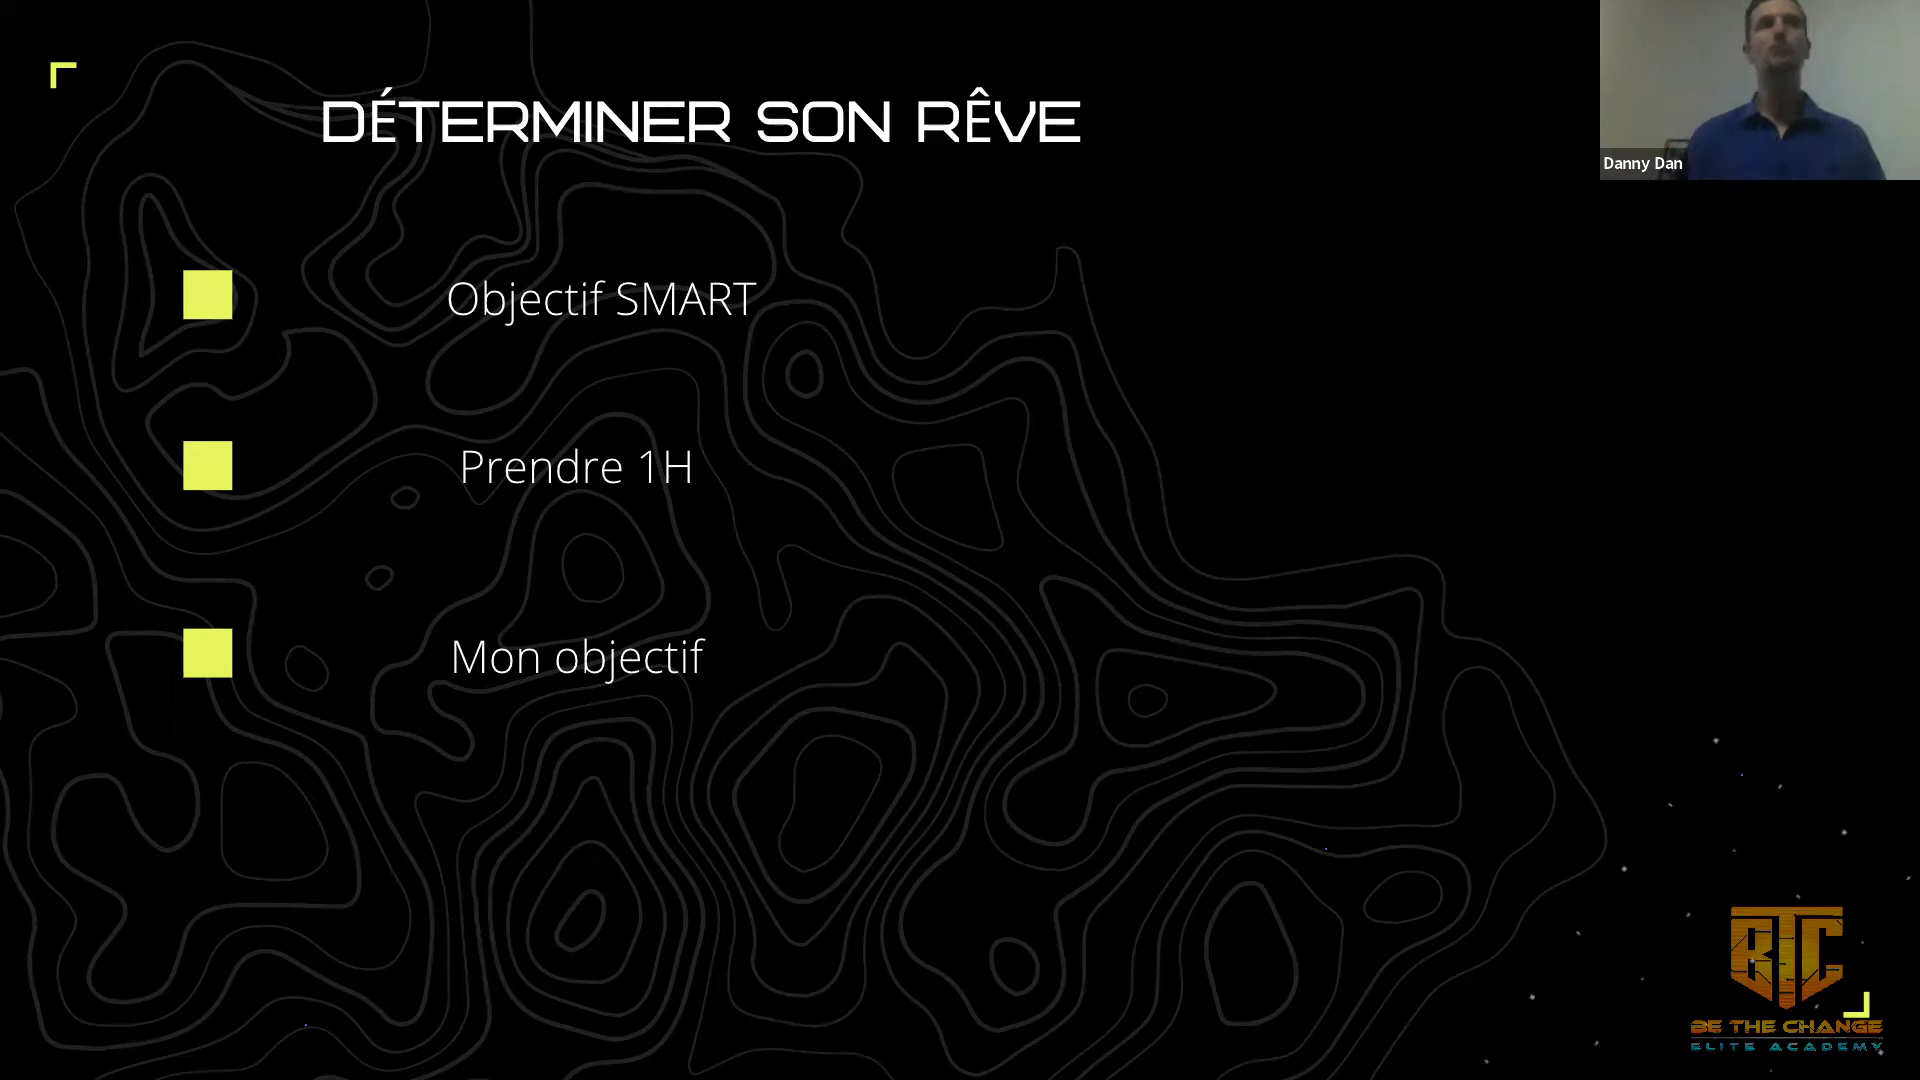 DÉTERMINER SON RÊVE
Danny Dan
Objectif SMART
Prendre 1H
Mon objectif
BTC
BE THE CHANGE
ELITE ACADEMY